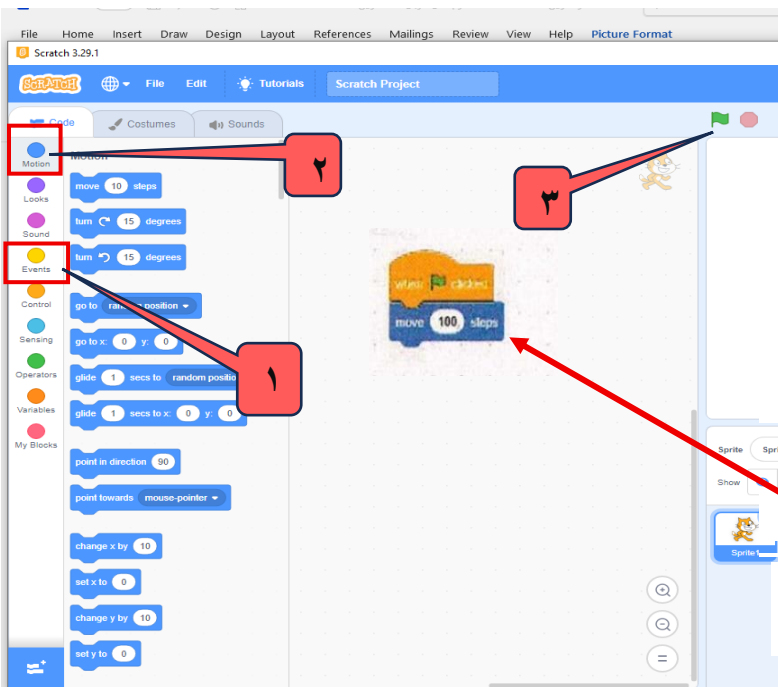 File Home Insert Draw Design Layout References Mailings Review View Help Picture Format
Scratch 3.29.1
SCRATCH File Edit Tutorials Scratch Project
Code Costumes Sounds
Motion
Looks
Sound
Events
Control
Sensing
Operators
Variables
My Blocks
Motion
move 10 steps
turn 15 degrees
turn 15 degrees
go to random position
go to x: 0 y: 0
glide 1 secs to random positio
glide 1 secs to x: 0 y: 0
point in direction 90
point towards mouse-pointer
change x by 10
set x to 0
change y by 10
set y to 0
٢
٣
١
when clicked
move 100 steps
Sprite Spri
Show
Sprite1